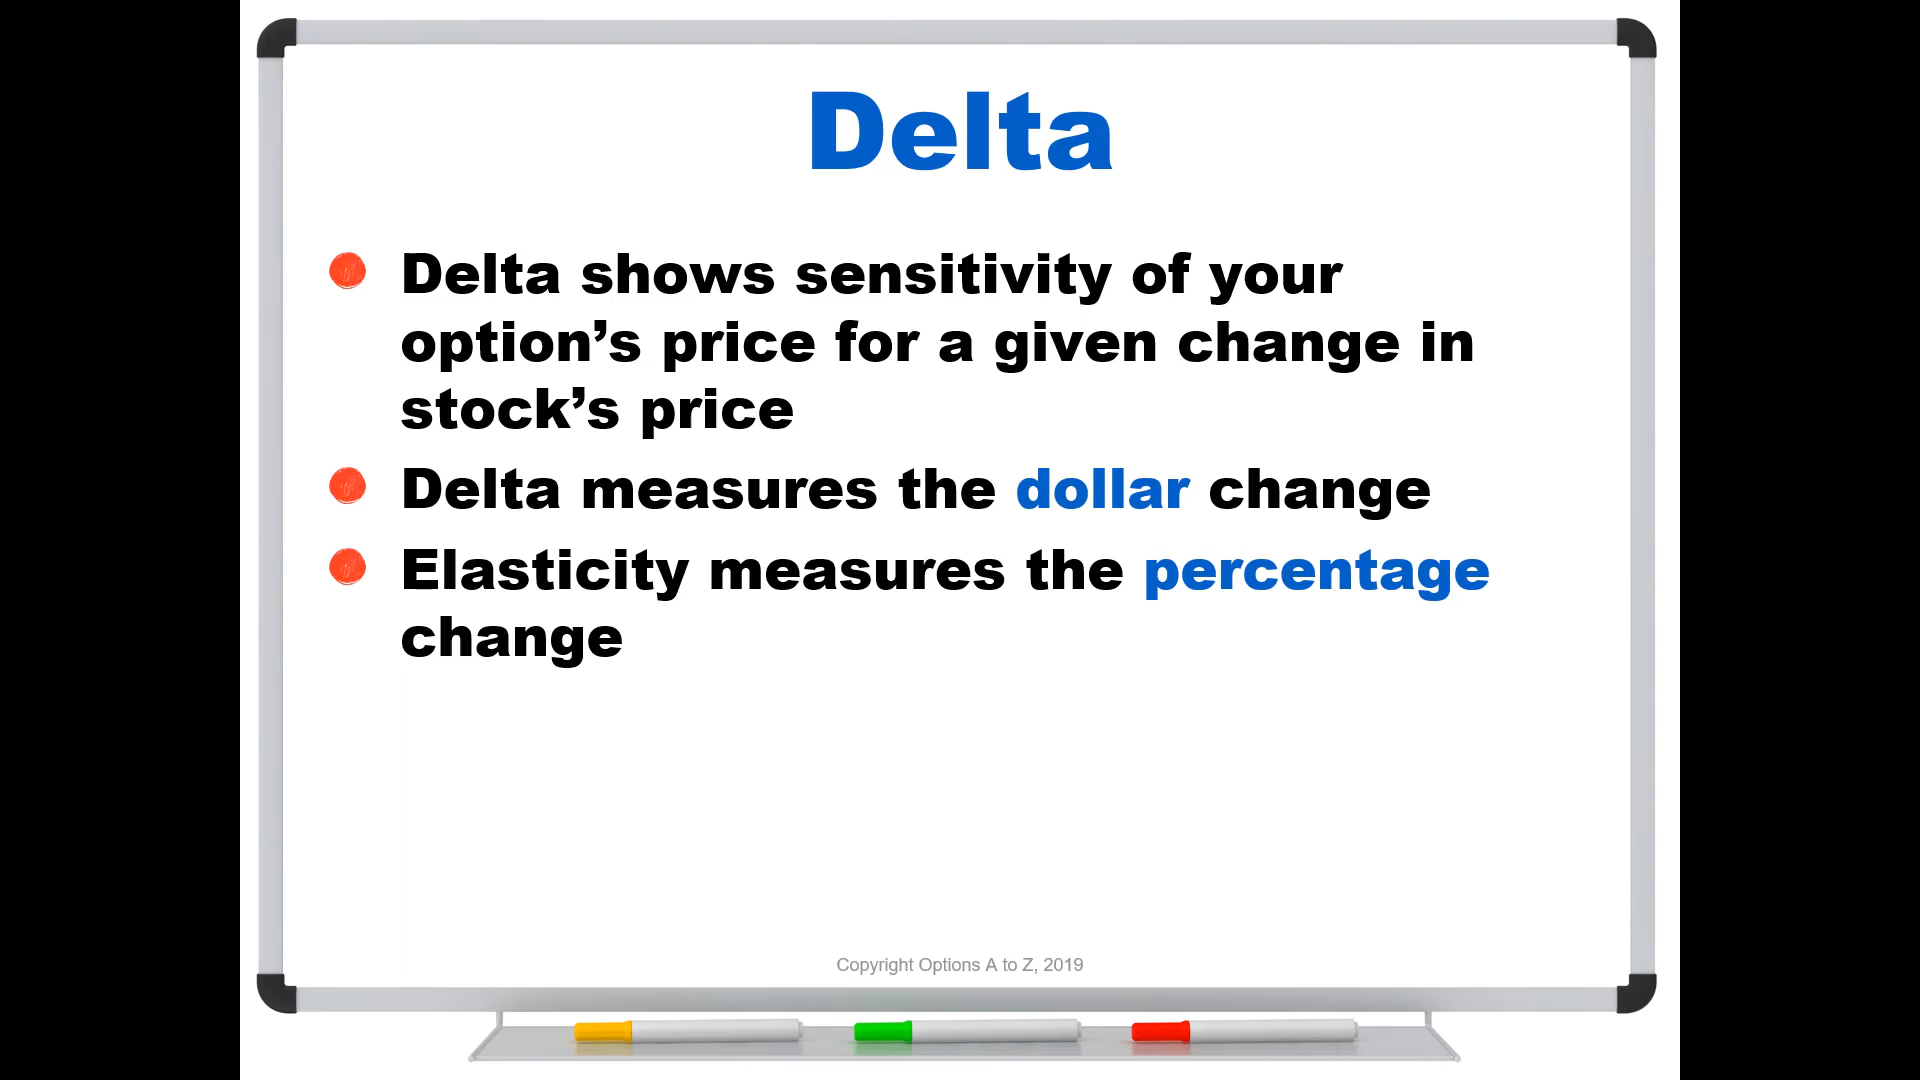 Delta
Delta shows sensitivity of your
option’s price for a given change in
stock’s price
Delta measures the dollar change
Elasticity measures the percentage
change
Copyright Options A to Z, 2019